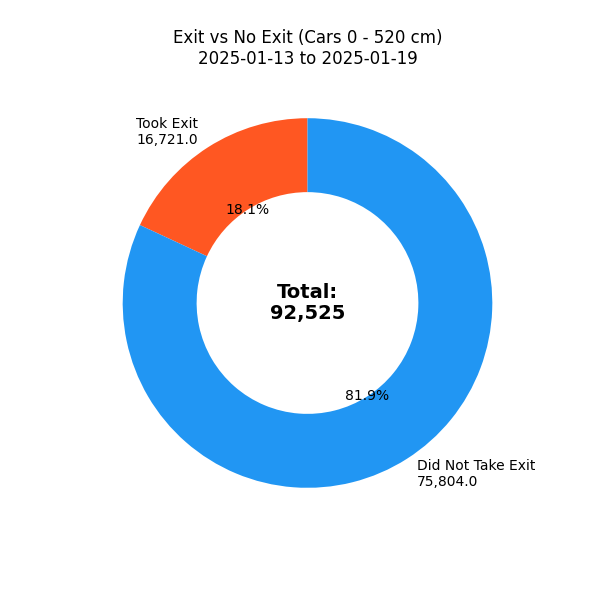 Exit vs No Exit (Cars 0 - 520 cm)
2025-01-13 to 2025-01-19
Took Exit
16,721.0
18.1%
Total:
92,525
81.9%
Did Not Take Exit
75,804.0